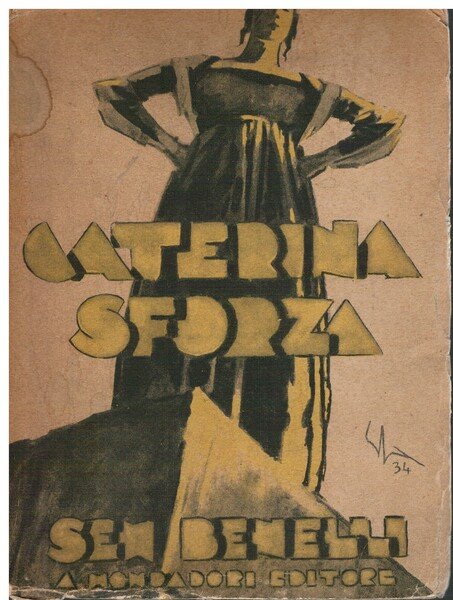 CATERINA
SFORZA
34
SEM BENELLI
A. MONDADORI EDITORE